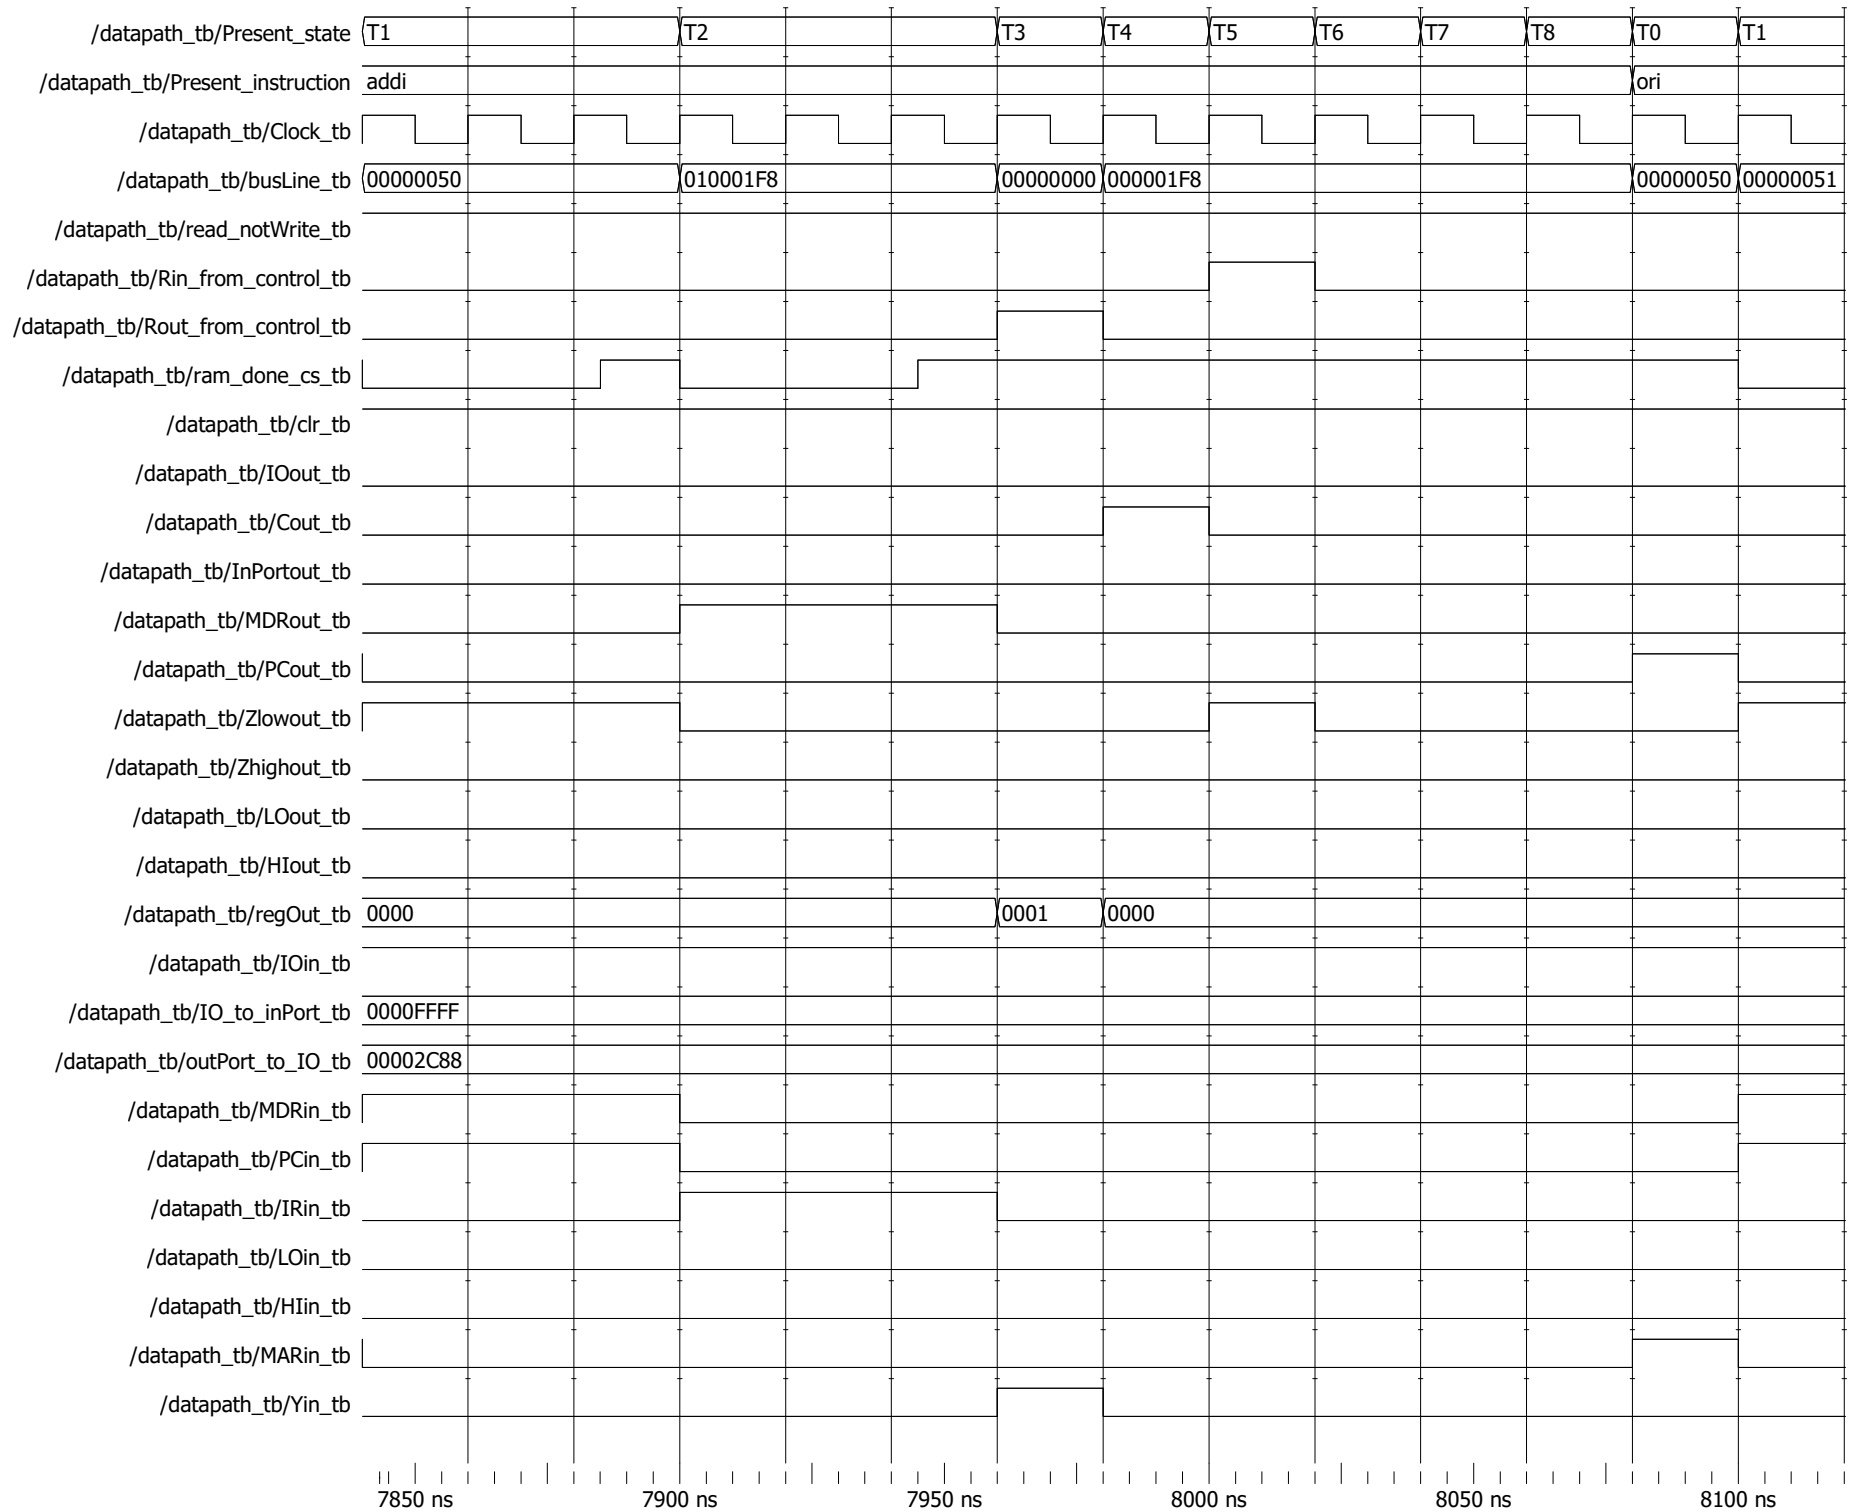 /datapath_tb/Present_state T1 T2 T3 T4 T5 T6 T7 T8 T0 T1
/datapath_tb/Present_instruction addi ori
/datapath_tb/Clock_tb
/datapath_tb/busLine_tb 00000050 010001F8 00000000 000001F8 00000050 00000051
/datapath_tb/read_notWrite_tb
/datapath_tb/Rin_from_control_tb
/datapath_tb/Rout_from_control_tb
/datapath_tb/ram_done_cs_tb
/datapath_tb/clr_tb
/datapath_tb/IOout_tb
/datapath_tb/Cout_tb
/datapath_tb/InPortout_tb
/datapath_tb/MDRout_tb
/datapath_tb/PCout_tb
/datapath_tb/Zlowout_tb
/datapath_tb/Zhighout_tb
/datapath_tb/LOout_tb
/datapath_tb/HIout_tb
/datapath_tb/regOut_tb 0000 0001 0000
/datapath_tb/IOin_tb
/datapath_tb/IO_to_inPort_tb 0000FFFF
/datapath_tb/outPort_to_IO_tb 00002C88
/datapath_tb/MDRin_tb
/datapath_tb/PCin_tb
/datapath_tb/IRin_tb
/datapath_tb/LOin_tb
/datapath_tb/HIin_tb
/datapath_tb/MARin_tb
/datapath_tb/Yin_tb
7850 ns 7900 ns 7950 ns 8000 ns 8050 ns 8100 ns